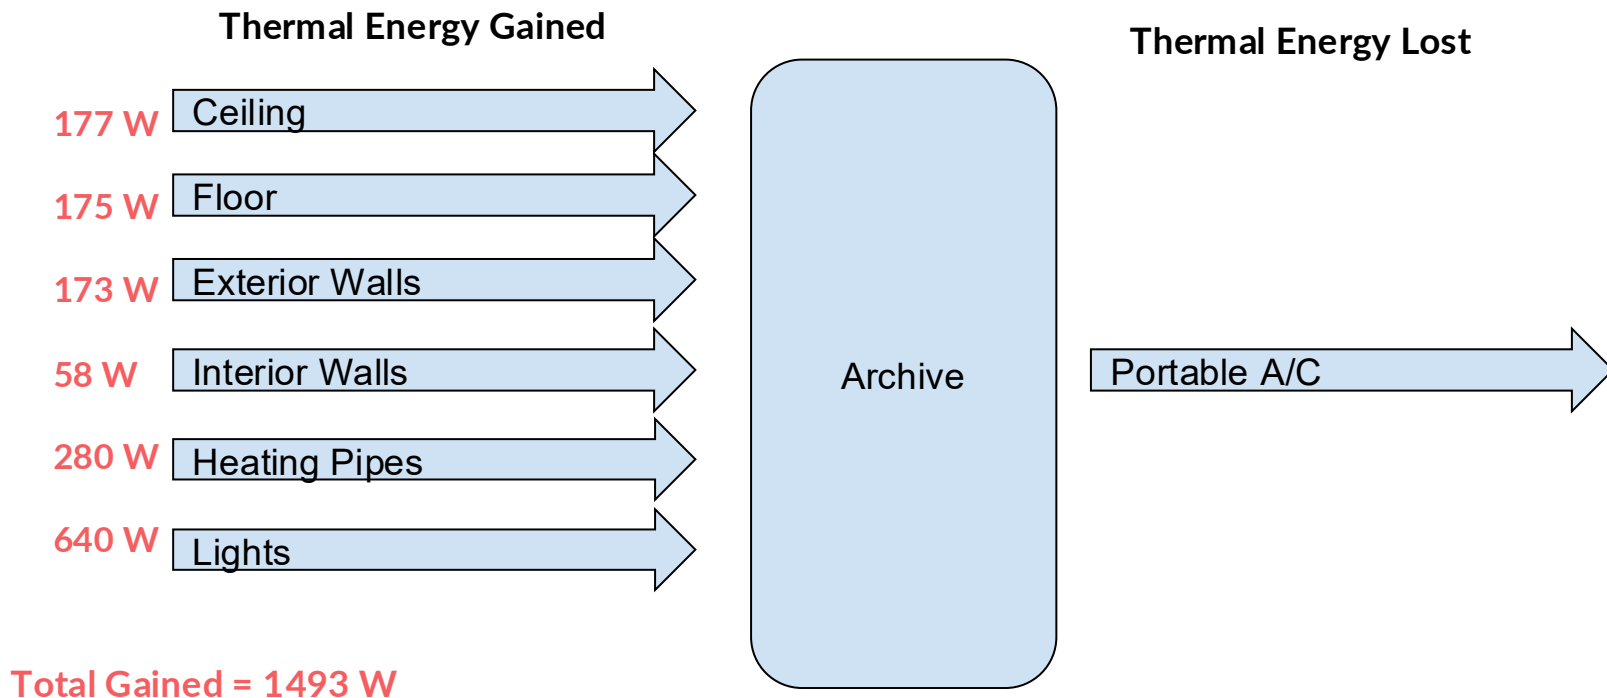 Thermal Energy Gained
Thermal Energy Lost
177 W Ceiling
175 W Floor
173 W Exterior Walls
58 W Interior Walls
Archive
Portable A/C
280 W Heating Pipes
640 W Lights
Total Gained = 1493 W